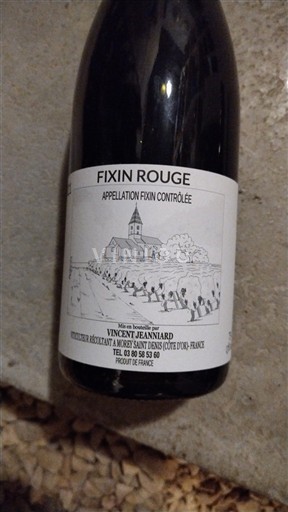 FIXIN ROUGE
APPELLATION FIXIN CONTRÔLÉE
Mis en bouteille par
VINCENT JEANNIARD
RÉCOLTANT A MOREY SAINT DENIS (CÔTE D'OR) - FRANCE
TEL 03 80 58 53 60
PRODUIT DE FRANCE